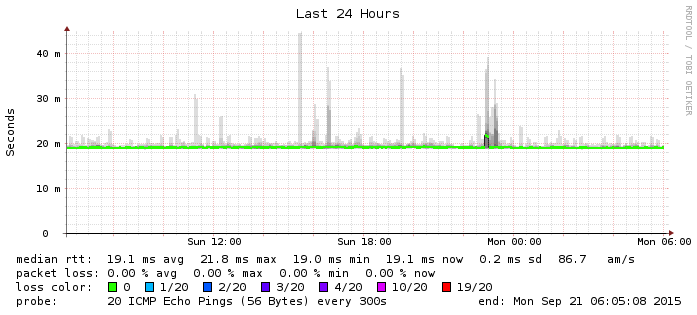 Last 24 Hours
RRDTOOL / TOBI OETIKER
Seconds
40 m
30 m
20 m
10 m
0
Sun 12:00 Sun 18:00 Mon 00:00 Mon 06:00
median rtt: 19.1 ms avg 21.8 ms max 19.0 ms min 19.1 ms now 0.2 ms sd 86.7 am/s
packet loss: 0.00 % avg 0.00 % max 0.00 % min 0.00 % now
loss color: 0 1/20 2/20 3/20 4/20 10/20 19/20
probe: 20 ICMP Echo Pings (56 Bytes) every 300s end: Mon Sep 21 06:05:08 2015